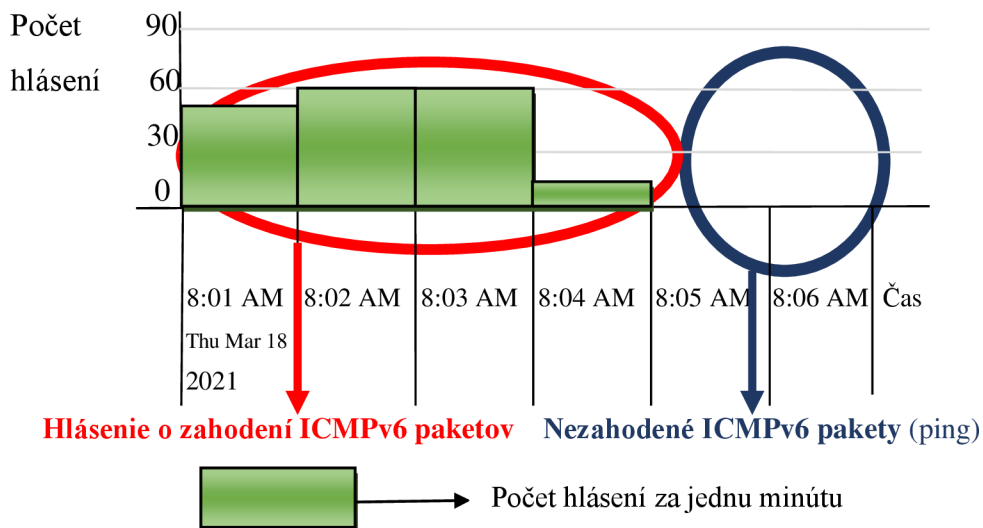 Počet
hlásení
90
60
30
0
8:01 AM 8:02 AM 8:03 AM 8:04 AM 8:05 AM 8:06 AM Čas
Thu Mar 18
2021
Hlásenie o zahodení ICMPv6 paketov
Nezahodené ICMPv6 pakety (ping)
Počet hlásení za jednu minútu